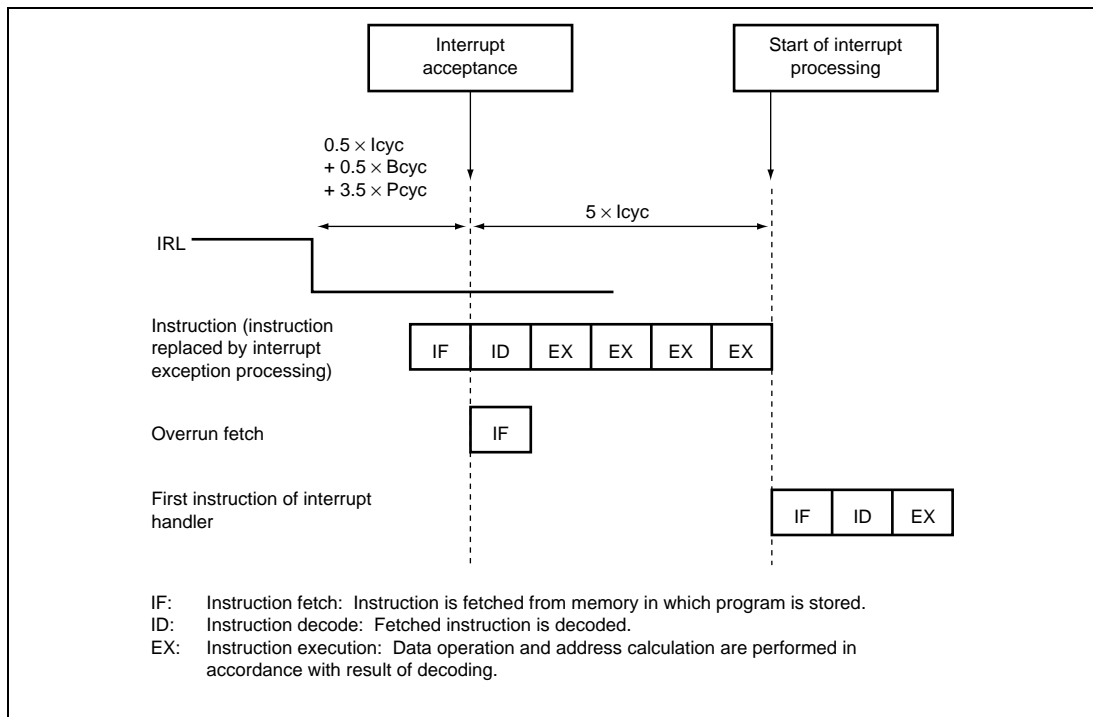 Interrupt
acceptance
Start of interrupt
processing
0.5 × Icyc
+ 0.5 × Bcyc
+ 3.5 × Pcyc
5 × Icyc
IRL
Instruction (instruction
replaced by interrupt
exception processing)
IF ID EX EX EX EX
Overrun fetch
IF
First instruction of interrupt
handler
IF ID EX
IF: Instruction fetch: Instruction is fetched from memory in which program is stored.
ID: Instruction decode: Fetched instruction is decoded.
EX: Instruction execution: Data operation and address calculation are performed in
accordance with result of decoding.